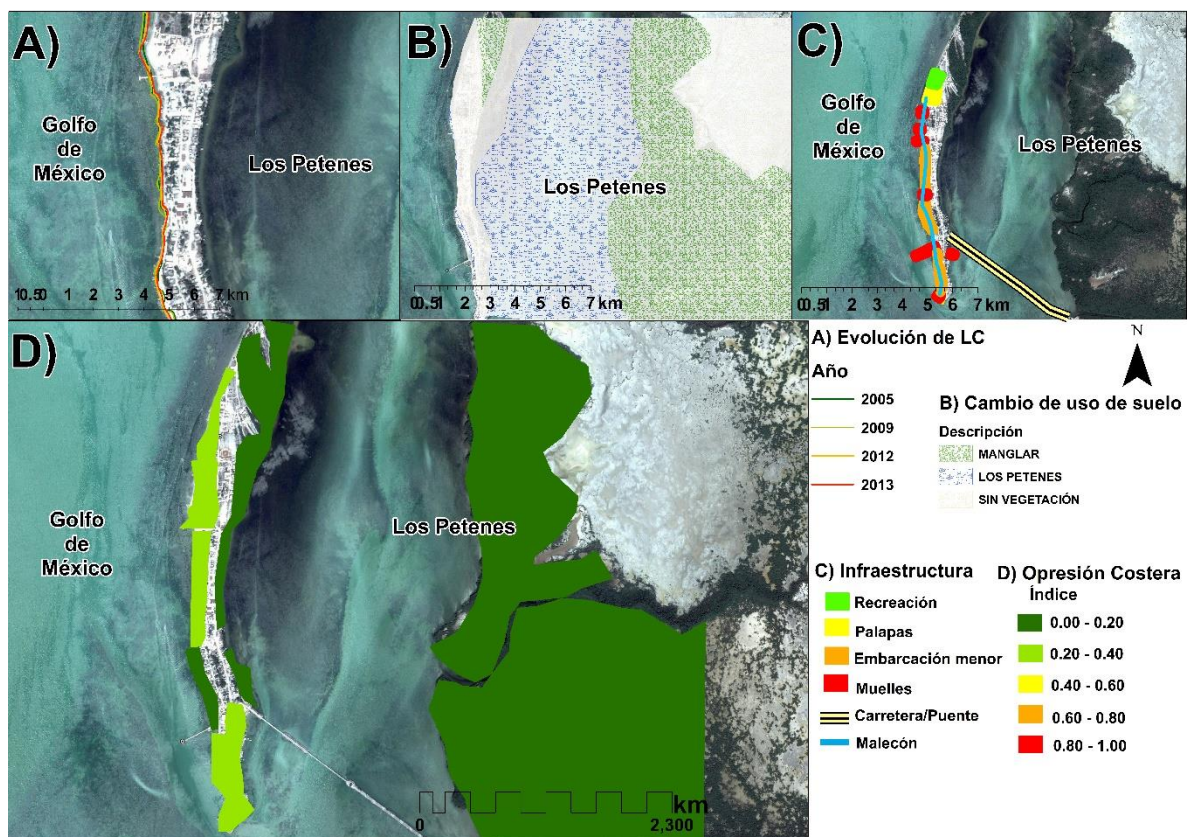 A)
Golfo
de
México
Los Petenes
10.5 0 1 2 3 4 5 6 7 km
B)
Los Petenes
00.5 1 2 3 4 5 6 7 km
C)
Golfo
de
México
Los Petenes
00.5 1 2 3 4 5 6 7 km
D)
Golfo
de
México
Los Petenes
km
0 2,300
A) Evolución de LC
Año
2005
2009
2012
2013
N
B) Cambio de uso de suelo
Descripción
MANGLAR
LOS PETENES
SIN VEGETACIÓN
C) Infraestructura
Recreación
Palapas
Embarcación menor
Muelles
Carretera/Puente
Malecón
D) Opresión Costera
Índice
0.00 - 0.20
0.20 - 0.40
0.40 - 0.60
0.60 - 0.80
0.80 - 1.00